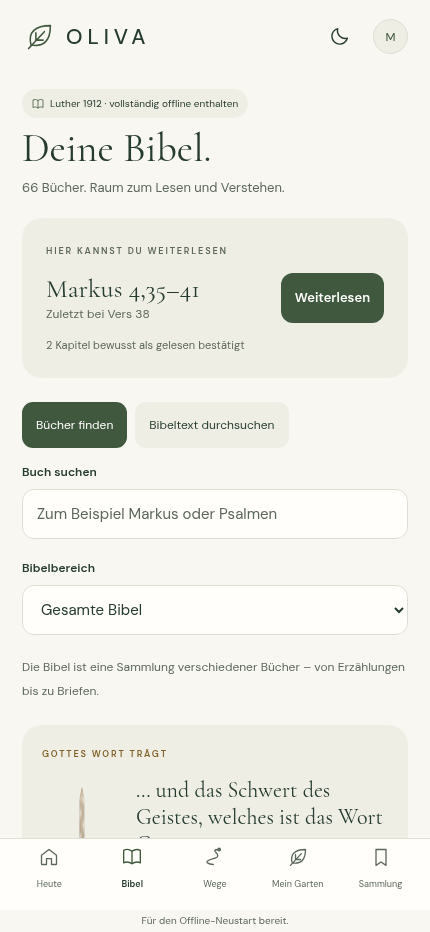 OLIVA
M
Luther 1912 · vollständig offline enthalten
Deine Bibel.
66 Bücher. Raum zum Lesen und Verstehen.
HIER KANNST DU WEITERLESEN
Markus 4,35–41
Weiterlesen
Zuletzt bei Vers 38
2 Kapitel bewusst als gelesen bestätigt
Bücher finden
Bibeltext durchsuchen
Buch suchen
Zum Beispiel Markus oder Psalmen
Bibelbereich
Gesamte Bibel
Die Bibel ist eine Sammlung verschiedener Bücher – von Erzählungen
bis zu Briefen.
GOTTES WORT TRÄGT
... und das Schwert des
Geistes, welches ist das Wort
Heute
Bibel
Wege
Mein Garten
Sammlung
Für den Offline-Neustart bereit.